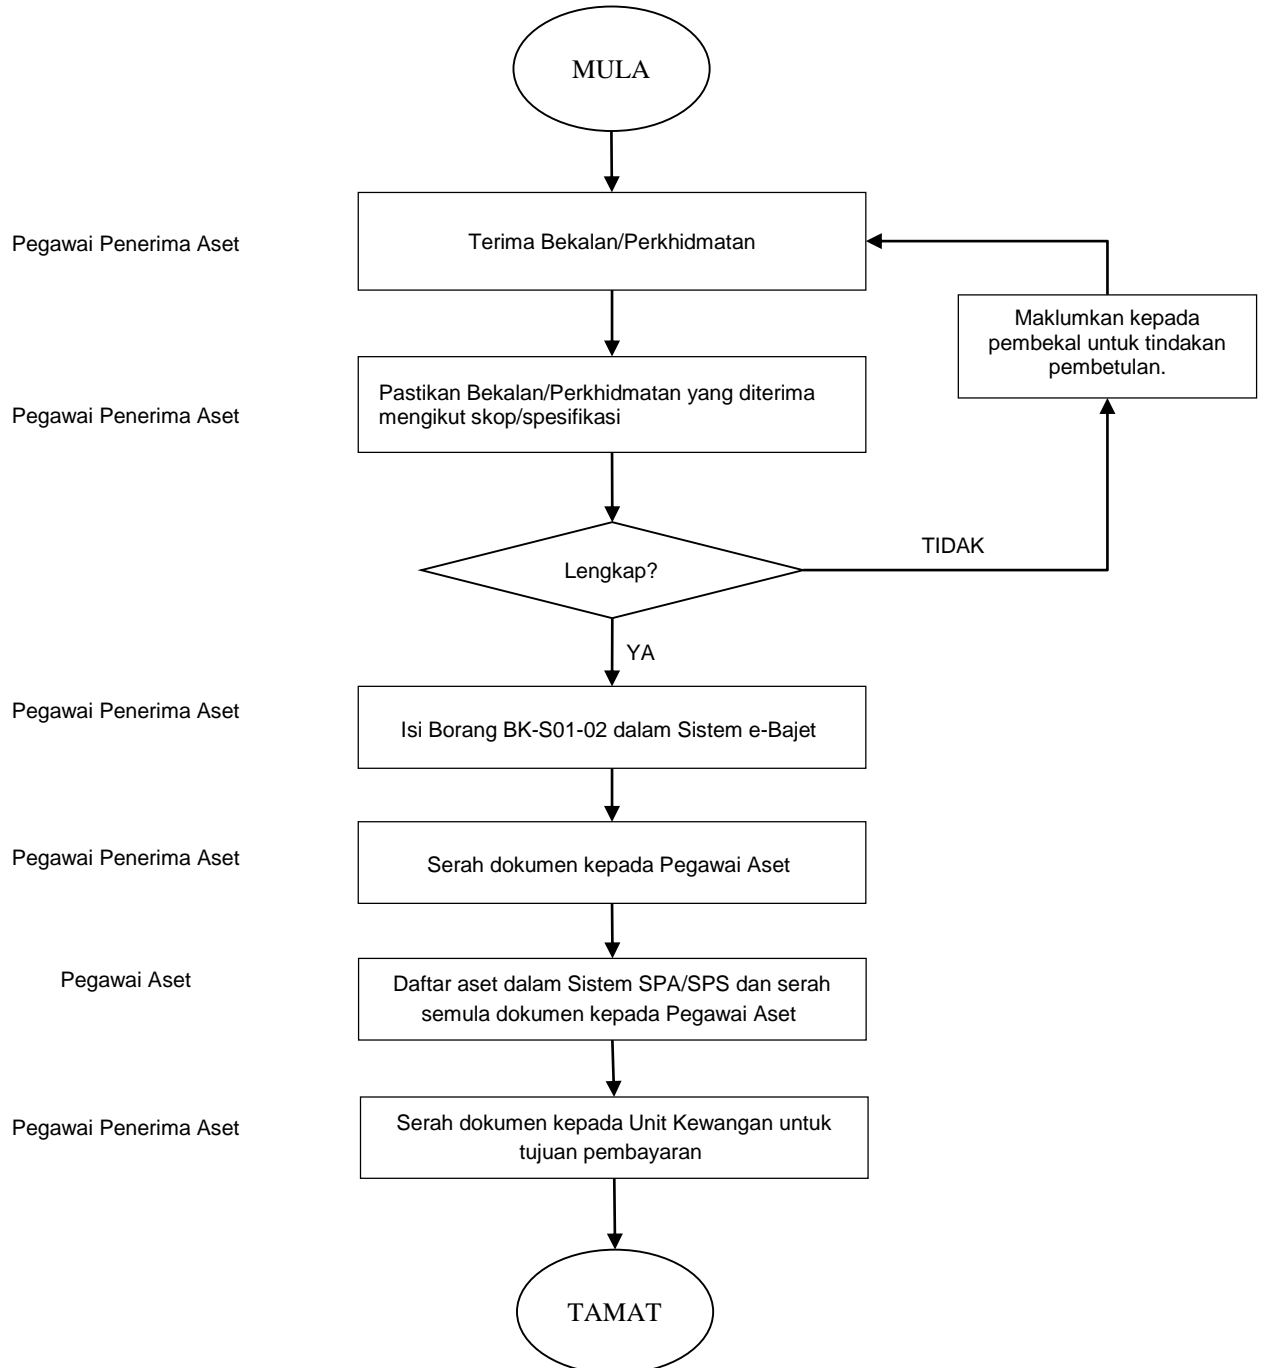 MULA
Pegawai Penerima Aset
Terima Bekalan/Perkhidmatan
Maklumkan kepada
pembekal untuk tindakan
pembetulan.
Pegawai Penerima Aset
Pastikan Bekalan/Perkhidmatan yang diterima
mengikut skop/spesifikasi
Lengkap?
TIDAK
YA
Pegawai Penerima Aset
Isi Borang BK-S01-02 dalam Sistem e-Bajet
Pegawai Penerima Aset
Serah dokumen kepada Pegawai Aset
Pegawai Aset
Daftar aset dalam Sistem SPA/SPS dan serah
semula dokumen kepada Pegawai Aset
Pegawai Penerima Aset
Serah dokumen kepada Unit Kewangan untuk
tujuan pembayaran
TAMAT